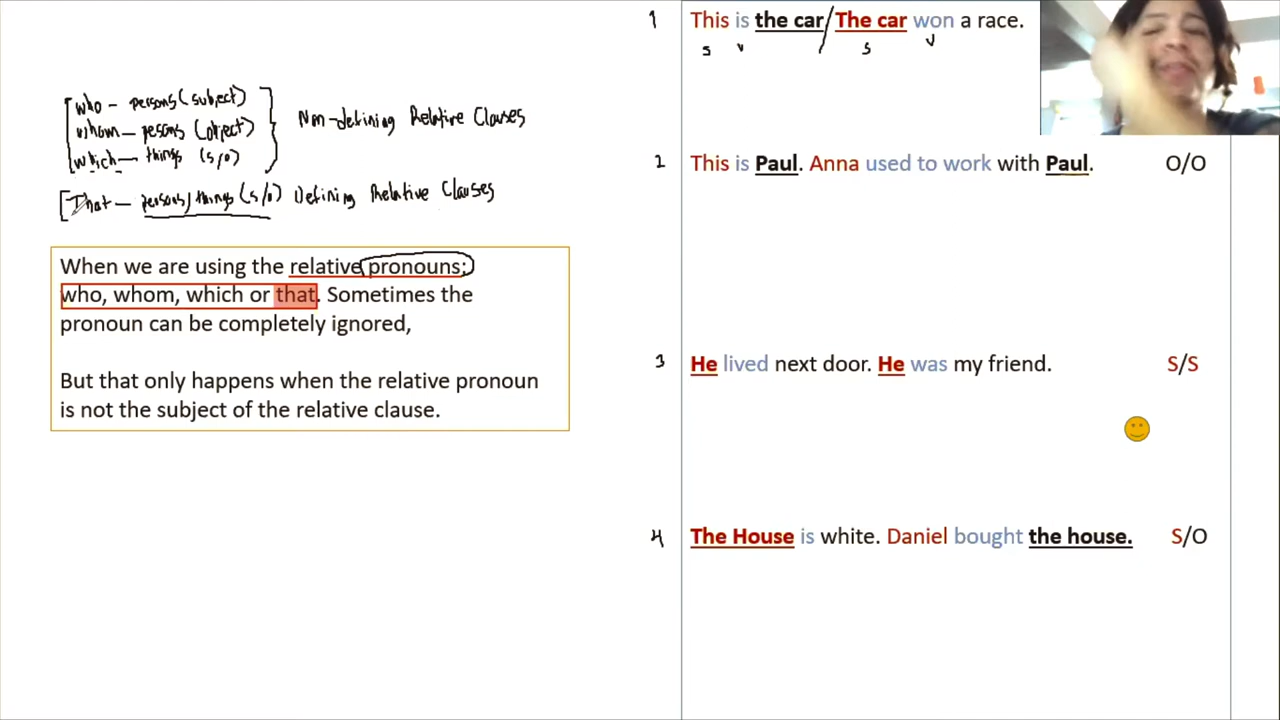 who – persons (subject)
whom – pesons (object)
which – things (s/o)
Non-defining Relative Clauses
That – persons/things (s/o) Defining Relative Clauses
When we are using the relative pronouns;
who, whom, which or that. Sometimes the
pronoun can be completely ignored,
But that only happens when the relative pronoun
is not the subject of the relative clause.
1 This is the car/The car won a race.
s v s v
2 This is Paul. Anna used to work with Paul. O/O
3 He lived next door. He was my friend. S/S
4 The House is white. Daniel bought the house. S/O